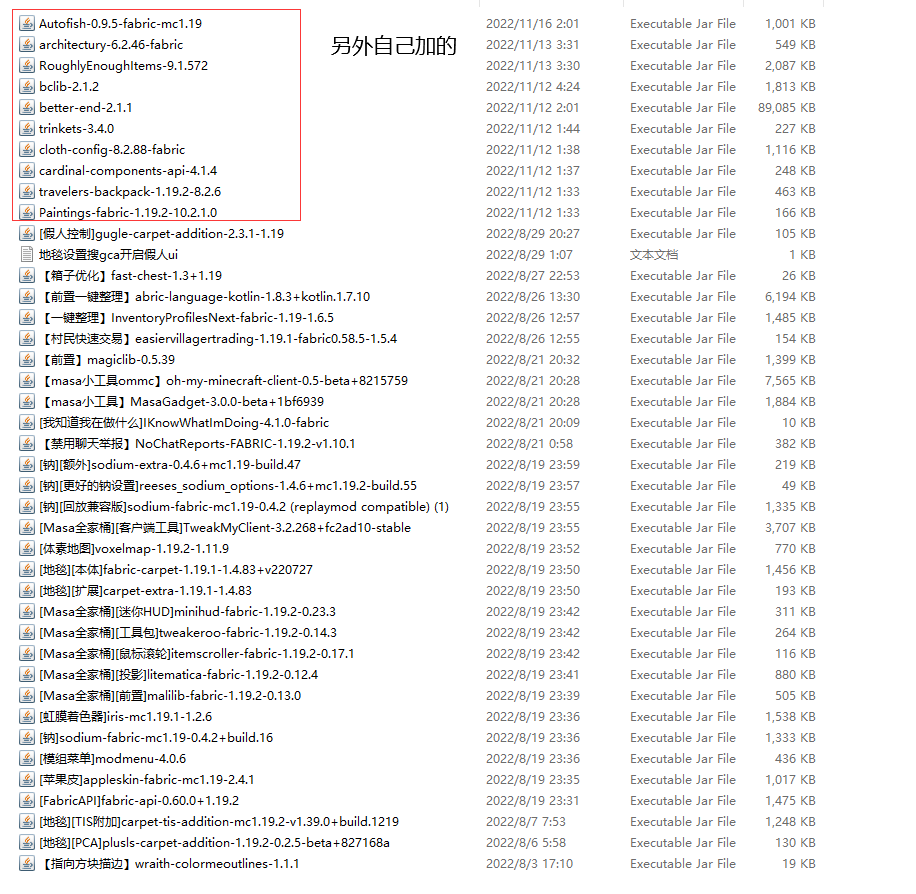 Autofish-0.9.5-fabric-mc1.19 2022/11/16 2:01 Executable Jar File 1,001 KB
architectury-6.2.46-fabric 2022/11/13 3:31 Executable Jar File 549 KB
另外自己加的
RoughlyEnoughItems-9.1.572 2022/11/13 3:30 Executable Jar File 2,087 KB
bclib-2.1.2 2022/11/12 4:24 Executable Jar File 1,813 KB
better-end-2.1.1 2022/11/12 2:01 Executable Jar File 89,085 KB
trinkets-3.4.0 2022/11/12 1:44 Executable Jar File 227 KB
cloth-config-8.2.88-fabric 2022/11/12 1:38 Executable Jar File 1,116 KB
cardinal-components-api-4.1.4 2022/11/12 1:37 Executable Jar File 248 KB
travelers-backpack-1.19.2-8.2.6 2022/11/12 1:33 Executable Jar File 463 KB
Paintings-fabric-1.19.2-10.2.1.0 2022/11/12 1:33 Executable Jar File 166 KB
[假人控制]gugle-carpet-addition-2.3.1-1.19 2022/8/29 20:27 Executable Jar File 105 KB
地毯设置搜gca开启假人ui 2022/8/29 1:07 文本文档 1 KB
【箱子优化】fast-chest-1.3+1.19 2022/8/27 22:53 Executable Jar File 26 KB
【前置一键整理】abric-language-kotlin-1.8.3+kotlin.1.7.10 2022/8/26 13:30 Executable Jar File 6,194 KB
【一键整理】InventoryProfilesNext-fabric-1.19-1.6.5 2022/8/26 12:57 Executable Jar File 1,485 KB
【村民快速交易】easiervillagertrading-1.19.1-fabric0.58.5-1.5.4 2022/8/26 12:55 Executable Jar File 154 KB
【前置】magiclib-0.5.39 2022/8/21 20:32 Executable Jar File 1,399 KB
【masa小工具ommc】oh-my-minecraft-client-0.5-beta+8215759 2022/8/21 20:28 Executable Jar File 7,565 KB
【masa小工具】MasaGadget-3.0.0-beta+1bf6939 2022/8/21 20:28 Executable Jar File 1,884 KB
[我知道我在做什么]IKnowWhatImDoing-4.1.0-fabric 2022/8/21 20:09 Executable Jar File 10 KB
【禁用聊天举报】NoChatReports-FABRIC-1.19.2-v1.10.1 2022/8/21 0:58 Executable Jar File 382 KB
[钠][额外]sodium-extra-0.4.6+mc1.19-build.47 2022/8/19 23:59 Executable Jar File 219 KB
[钠][更好的钠设置]reeses_sodium_options-1.4.6+mc1.19.2-build.55 2022/8/19 23:57 Executable Jar File 49 KB
[钠][回放兼容版]sodium-fabric-mc1.19-0.4.2 (replaymod compatible) (1) 2022/8/19 23:55 Executable Jar File 1,335 KB
[Masa全家桶][客户端工具]TweakMyClient-3.2.268+fc2ad10-stable 2022/8/19 23:55 Executable Jar File 3,707 KB
[体素地图]voxelmap-1.19.2-1.11.9 2022/8/19 23:52 Executable Jar File 770 KB
[地毯][本体]fabric-carpet-1.19.1-1.4.83+v220727 2022/8/19 23:50 Executable Jar File 1,456 KB
[地毯][扩展]carpet-extra-1.19.1-1.4.83 2022/8/19 23:50 Executable Jar File 193 KB
[Masa全家桶][迷你HUD]minihud-fabric-1.19.2-0.23.3 2022/8/19 23:42 Executable Jar File 311 KB
[Masa全家桶][工具包]tweakeroo-fabric-1.19.2-0.14.3 2022/8/19 23:42 Executable Jar File 264 KB
[Masa全家桶][鼠标滚轮]itemscroller-fabric-1.19.2-0.17.1 2022/8/19 23:42 Executable Jar File 116 KB
[Masa全家桶][投影]litematica-fabric-1.19.2-0.12.4 2022/8/19 23:41 Executable Jar File 880 KB
[Masa全家桶][前置]malilib-fabric-1.19.2-0.13.0 2022/8/19 23:39 Executable Jar File 505 KB
[虹膜着色器]iris-mc1.19.1-1.2.6 2022/8/19 23:36 Executable Jar File 1,538 KB
[钠]sodium-fabric-mc1.19-0.4.2+build.16 2022/8/19 23:36 Executable Jar File 1,333 KB
[模组菜单]modmenu-4.0.6 2022/8/19 23:36 Executable Jar File 436 KB
[苹果皮]appleskin-fabric-mc1.19-2.4.1 2022/8/19 23:35 Executable Jar File 1,017 KB
[FabricAPI]fabric-api-0.60.0+1.19.2 2022/8/19 23:31 Executable Jar File 1,475 KB
[地毯][TIS附加]carpet-tis-addition-mc1.19.2-v1.39.0+build.1219 2022/8/7 7:53 Executable Jar File 1,248 KB
[地毯][PCA]plusls-carpet-addition-1.19.2-0.2.5-beta+827168a 2022/8/6 5:58 Executable Jar File 130 KB
【指向方块描边】wraith-colormeoutlines-1.1.1 2022/8/3 17:10 Executable Jar File 19 KB